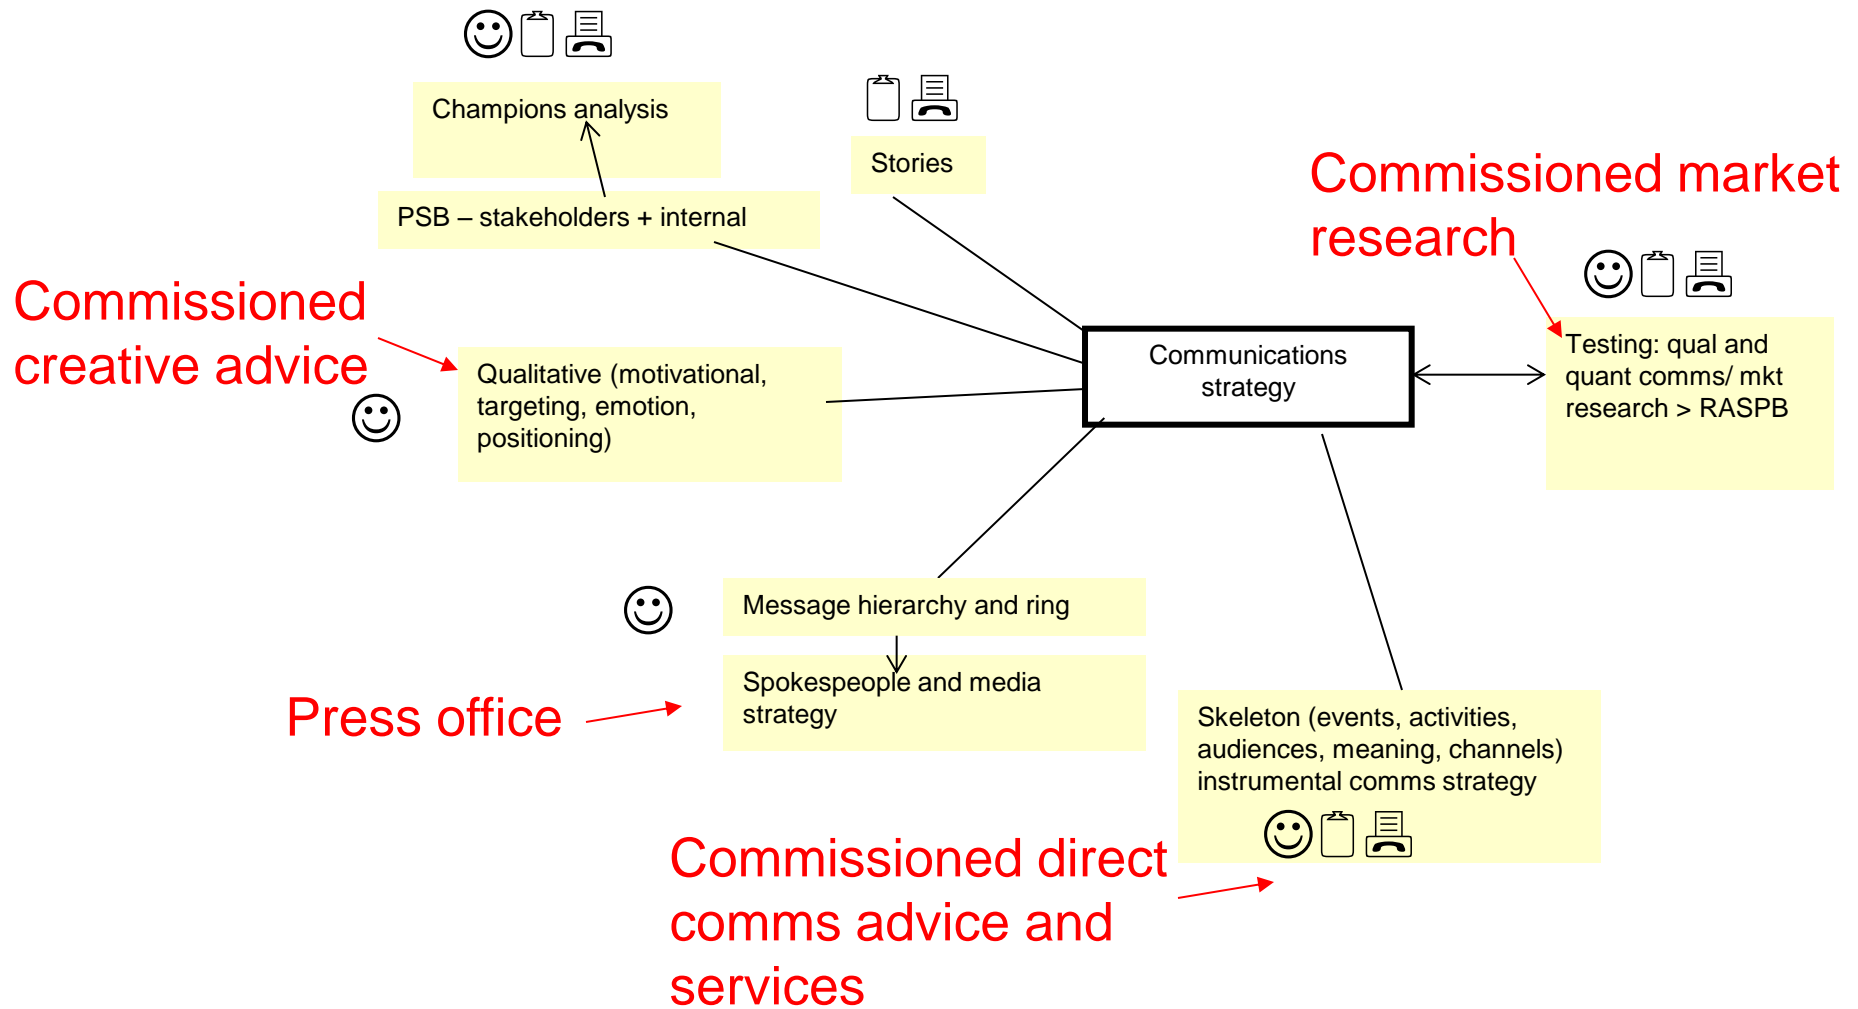 Champions analysis
Stories
PSB – stakeholders + internal
Commissioned market
research
Commissioned
creative advice
Qualitative (motivational,
targeting, emotion,
positioning)
Communications
strategy
Testing: qual and
quant comms/ mkt
research > RASPB
Message hierarchy and ring
Spokespeople and media
strategy
Press office
Skeleton (events, activities,
audiences, meaning, channels)
instrumental comms strategy
Commissioned direct
comms advice and
services